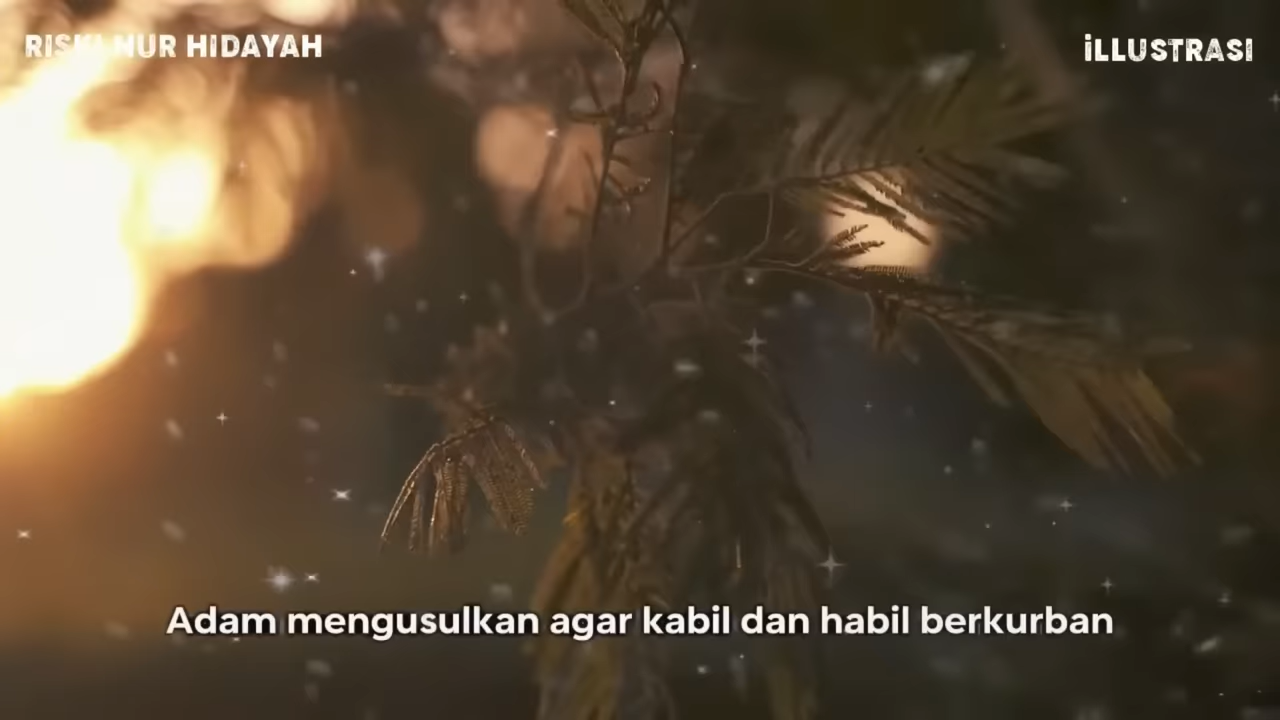 RISKI NUR HIDAYAH
iLLUSTRASI
Adam mengusulkan agar kabil dan habil berkurban